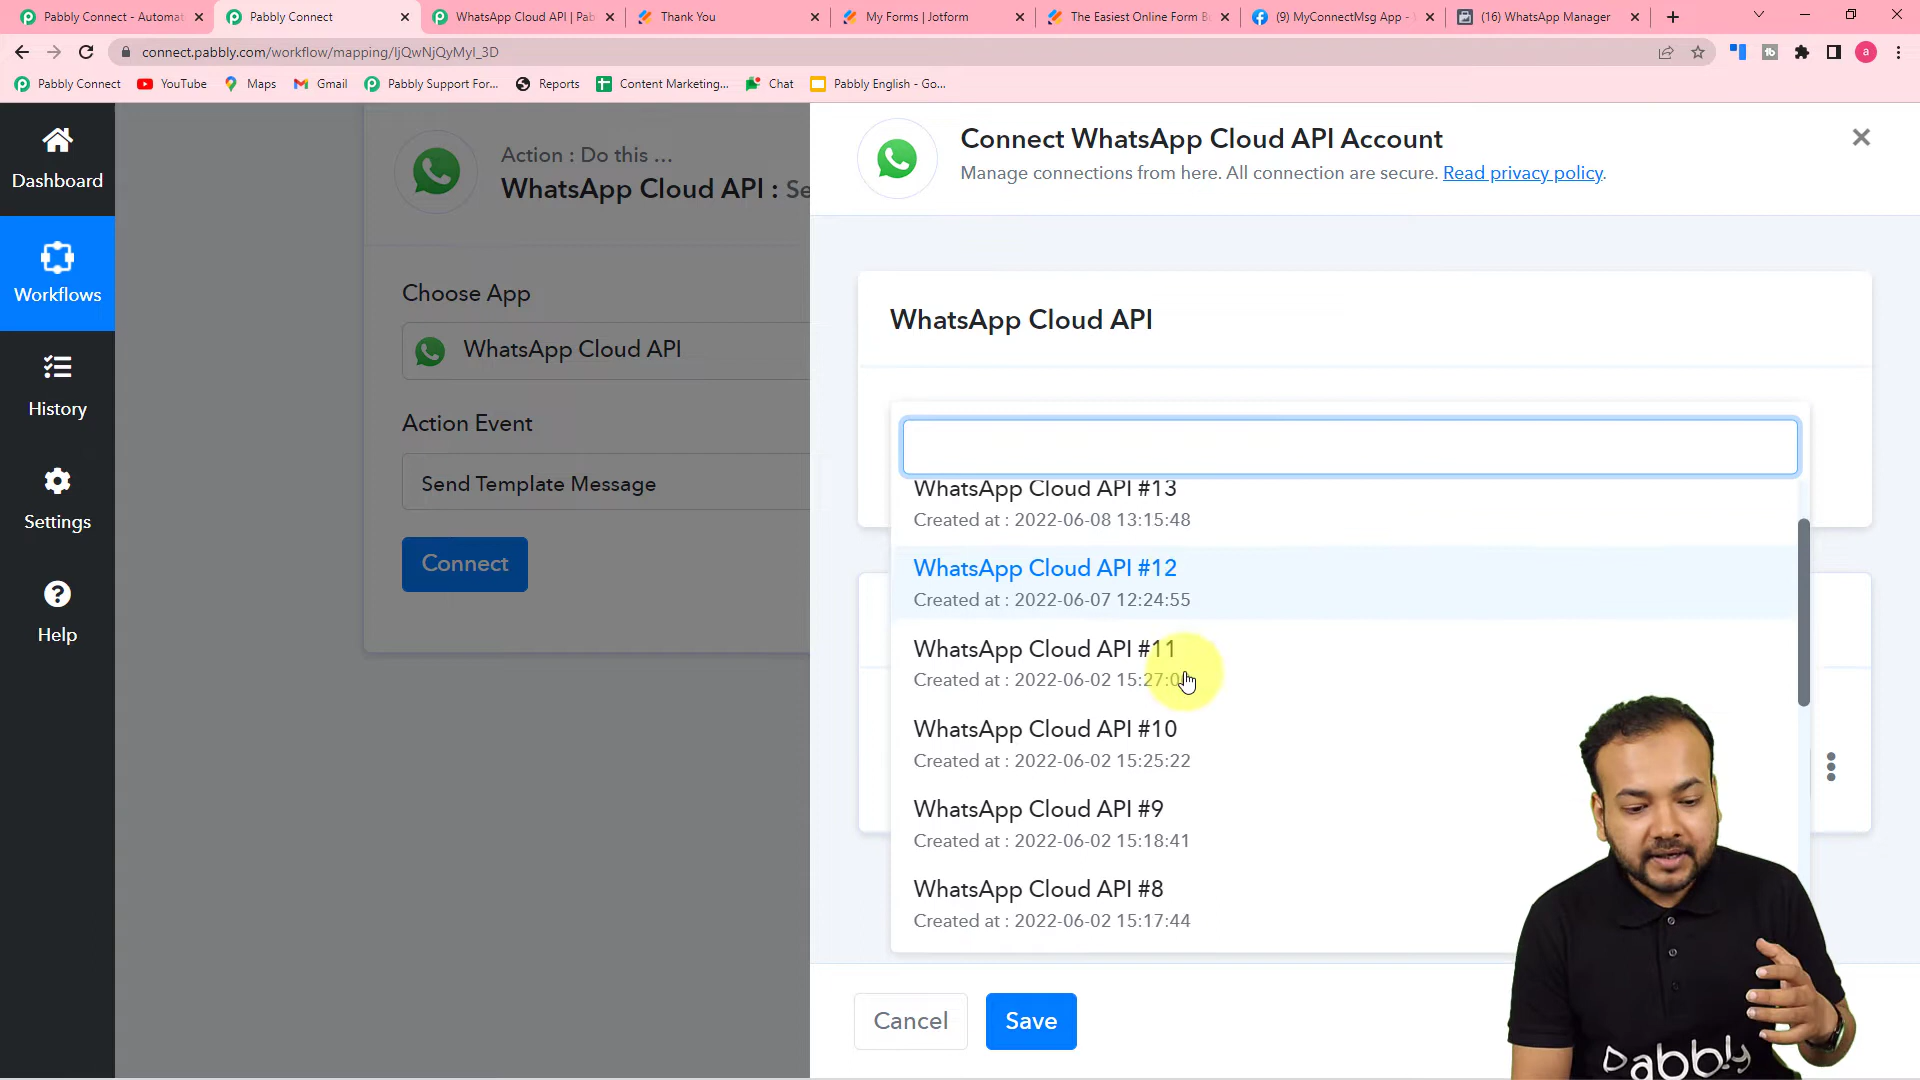 Pabbly Connect - Automat
Pabbly Connect
WhatsApp Cloud API | Pab
Thank You
My Forms | Jotform
The Easiest Online Form B
(9) MyConnectMsg App -
(16) WhatsApp Manager
connect.pabbly.com/workflow/mapping/IjQwNjQyMyI_3D
Pabbly Connect
YouTube
Maps
Gmail
Pabbly Support For...
Reports
Content Marketing...
Chat
Pabbly English - Go...
Dashboard
Workflows
History
Settings
Help
Action : Do this ...
WhatsApp Cloud API : Se
Choose App
WhatsApp Cloud API
Action Event
Send Template Message
Connect
Connect WhatsApp Cloud API Account
Manage connections from here. All connection are secure. Read privacy policy.
WhatsApp Cloud API
WhatsApp Cloud API #13
Created at : 2022-06-08 13:15:48
WhatsApp Cloud API #12
Created at : 2022-06-07 12:24:55
WhatsApp Cloud API #11
Created at : 2022-06-02
WhatsApp Cloud API #10
Created at : 2022-06-02 15:25:22
WhatsApp Cloud API #9
Created at : 2022-06-02 15:18:41
WhatsApp Cloud API #8
Created at : 2022-06-02 15:17:44
Cancel
Save
Pabbly